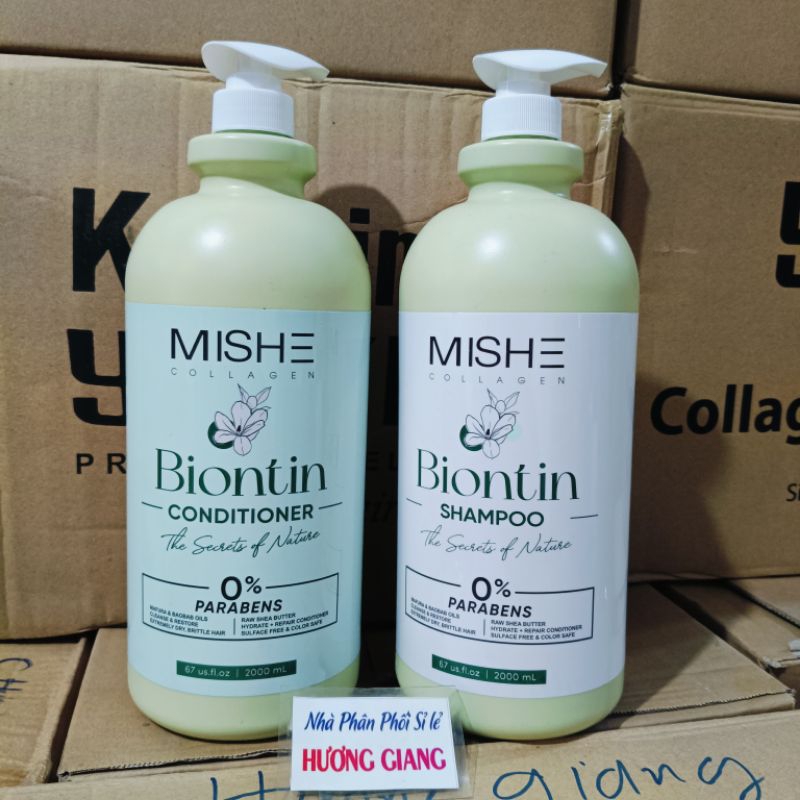 MISHE
COLLAGEN
Biontin
CONDITIONER
The Secrets of Nature
0%
PARABENS
MAFURA & BAOBAB OILS
CLEANSE & RESTORE
EXTREMELY DRY, BRITTLE HAIR
RAW SHEA BUTTER
HYDRATE + REPAIR CONDITIONER
SULFACE FREE & COLOR SAFE
67 us.fl.oz | 2000 mL
MISHE
COLLAGEN
Biontin
SHAMPOO
The Secrets of Nature
0%
PARABENS
MAFURA & BAOBAB OILS
CLEANSE & RESTORE
EXTREMELY DRY, BRITTLE HAIR
RAW SHEA BUTTER
HYDRATE + REPAIR CONDITIONER
SULFACE FREE & COLOR SAFE
67 us.fl.oz | 2000 mL
Nhà Phân Phối Sỉ lẻ
HƯƠNG GIANG
Collag
giang